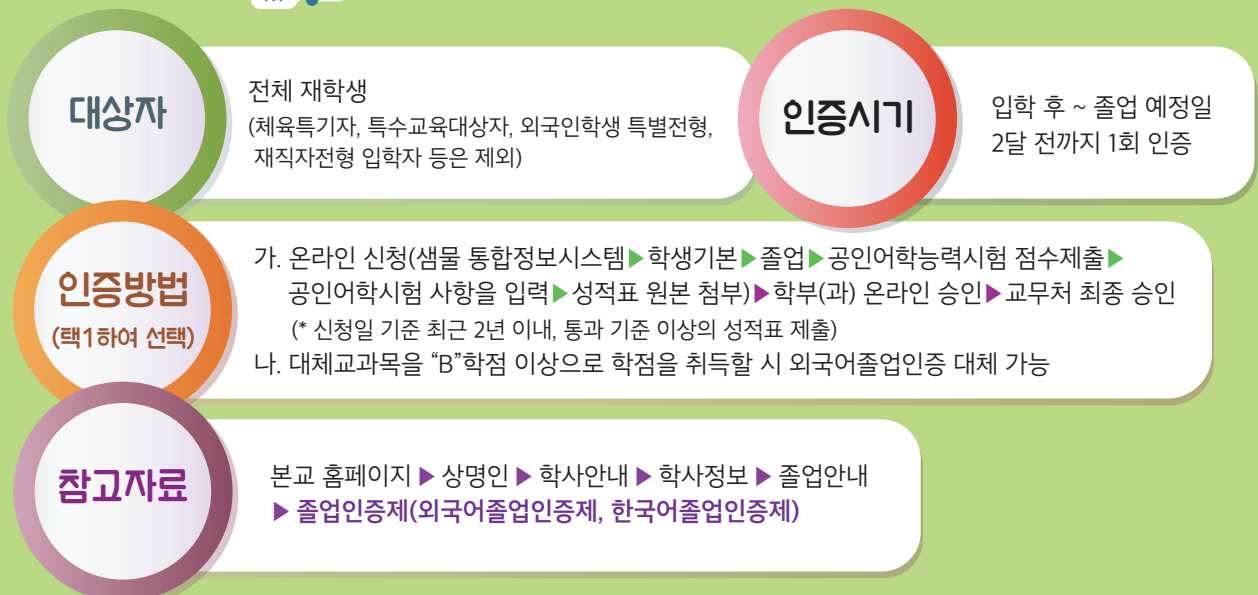 대상자
전체 재학생
(체육특기자, 특수교육대상자, 외국인학생 특별전형,
재직자전형 입학자 등은 제외)
인증시기
입학 후 ~ 졸업 예정일
2달 전까지 1회 인증
인증방법
(택1하여 선택)
가. 온라인 신청(샘물 통합정보시스템▶학생기본▶졸업▶공인어학능력시험 점수제출▶
공인어학시험 사항을 입력▶성적표 원본 첨부)▶학부(과) 온라인 승인▶교무처 최종 승인
(* 신청일 기준 최근 2년 이내, 통과 기준 이상의 성적표 제출)
나. 대체교과목을 “B”학점 이상으로 학점을 취득할 시 외국어졸업인증 대체 가능
참고자료
본교 홈페이지 ▶ 상명인 ▶ 학사안내 ▶ 학사정보 ▶ 졸업안내
▶ 졸업인증제(외국어졸업인증제, 한국어졸업인증제)